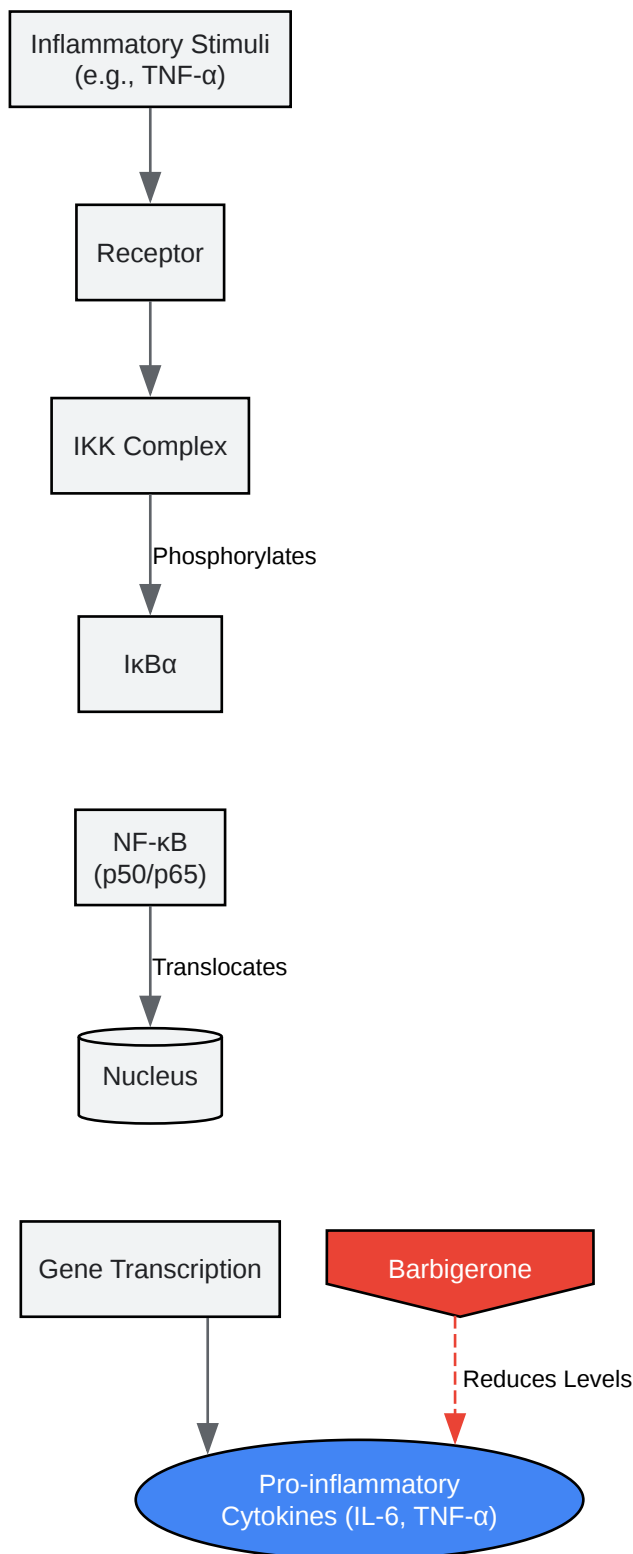 Inflammatory Stimuli
(e.g., TNF-α)
Receptor
IKK Complex
Phosphorylates
IκBα
NF-κB
(p50/p65)
Translocates
Nucleus
Gene Transcription
Barbigerone
Reduces Levels
Pro-inflammatory
Cytokines (IL-6, TNF-α)